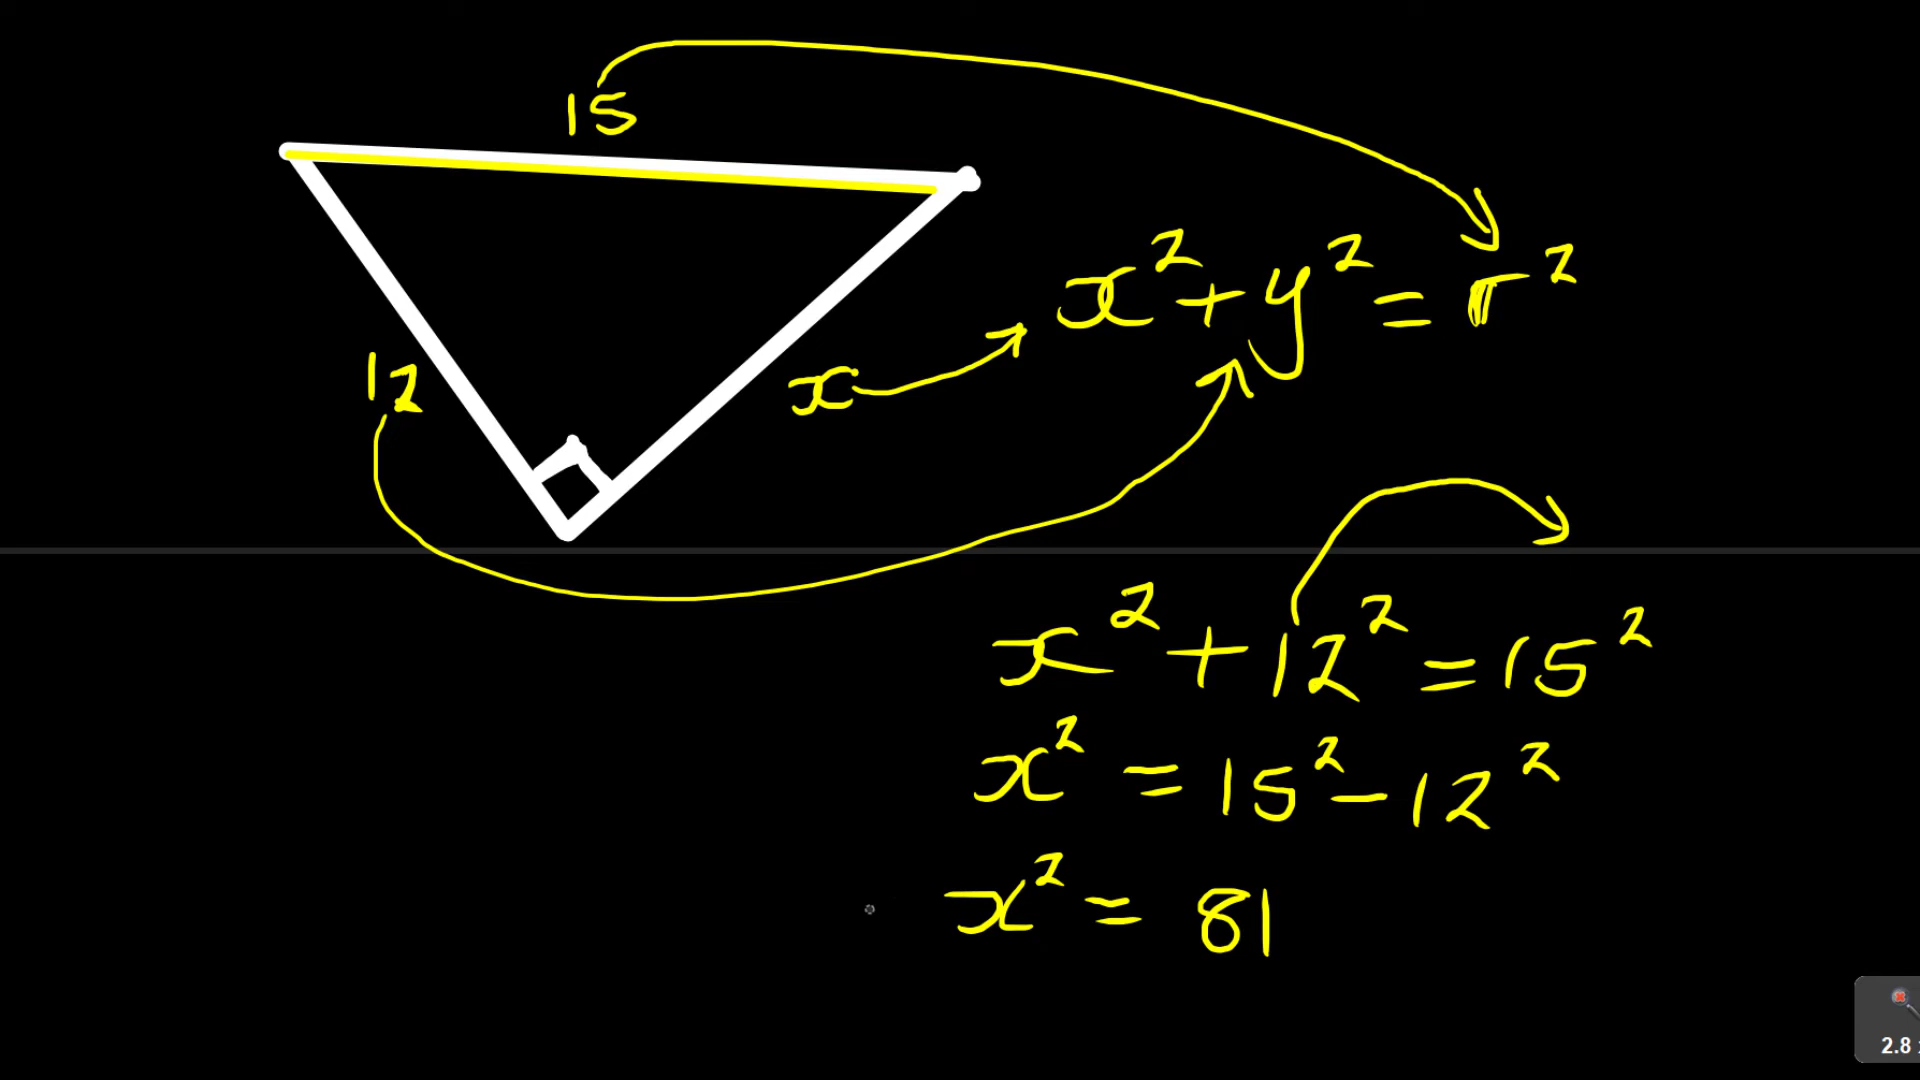 15
x² + y² = r²
12
x
x² + 12² = 15²
x² = 15² - 12²
x² = 81
2.8